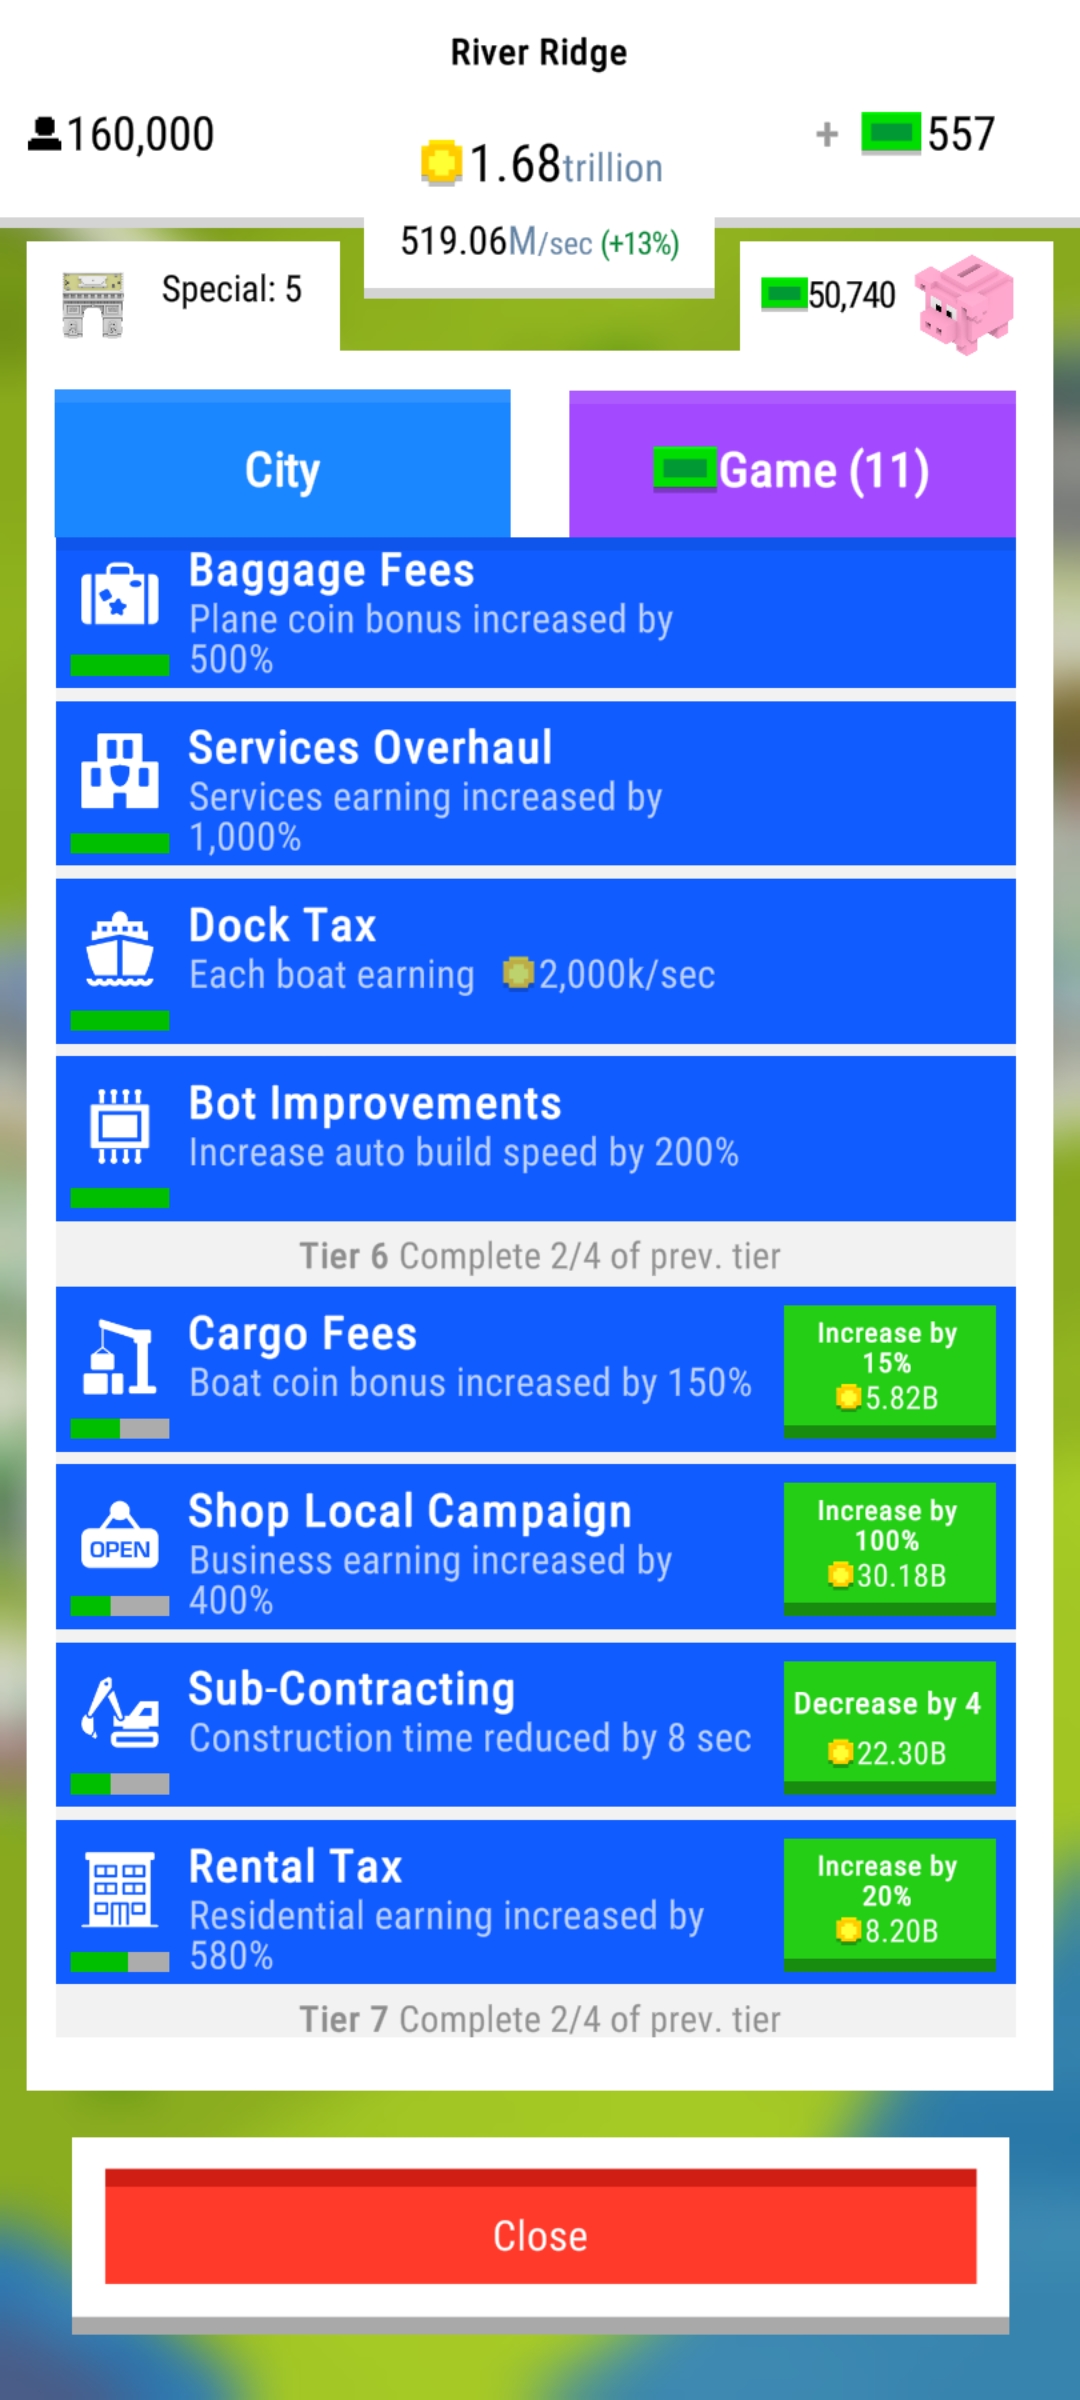 River Ridge
160,000
1.68trillion
+ 557
519.06M/sec (+13%)
Special: 5
50,740
City
Game (11)
Baggage Fees
Plane coin bonus increased by
500%
Services Overhaul
Services earning increased by
1,000%
Dock Tax
Each boat earning 2,000k/sec
Bot Improvements
Increase auto build speed by 200%
Tier 6 Complete 2/4 of prev. tier
Cargo Fees
Boat coin bonus increased by 150%
Increase by
15%
5.82B
OPEN
Shop Local Campaign
Business earning increased by
400%
Increase by
100%
30.18B
Sub-Contracting
Construction time reduced by 8 sec
Decrease by 4
22.30B
Rental Tax
Residential earning increased by
580%
Increase by
20%
8.20B
Tier 7 Complete 2/4 of prev. tier
Close